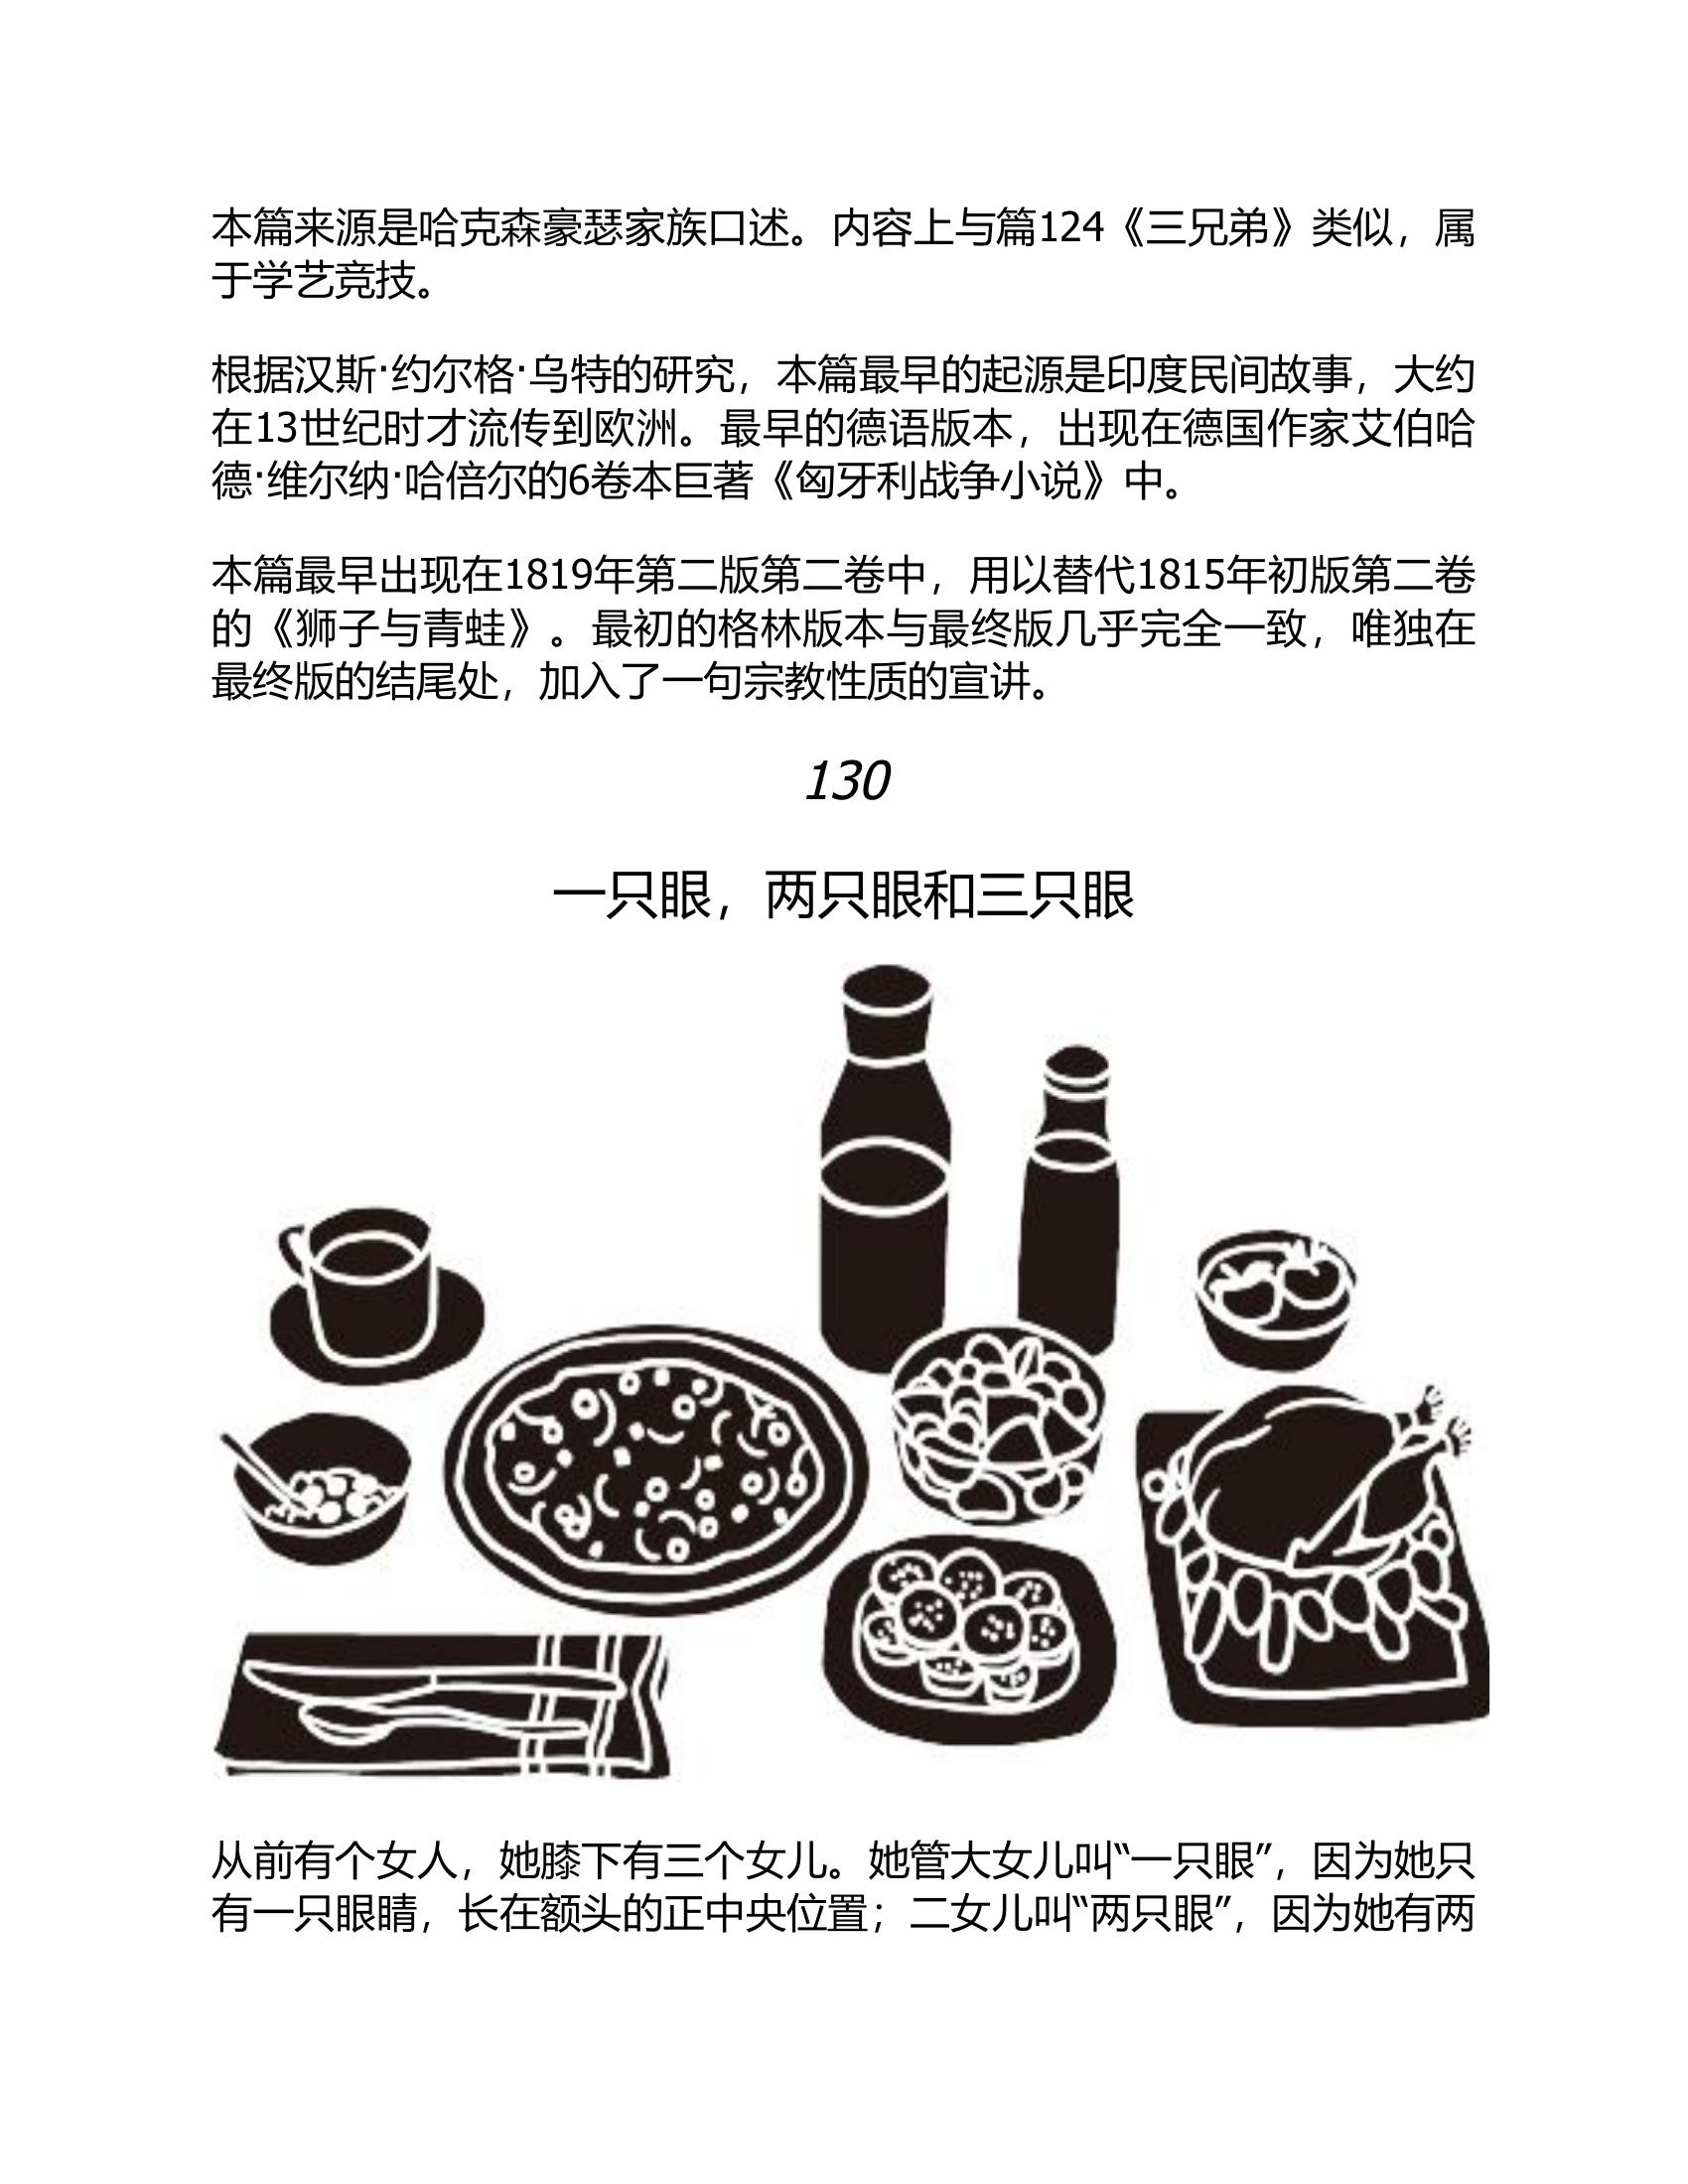 本篇来源是哈克森豪瑟家族口述。内容上与篇124《三兄弟》类似，属
于学艺竞技。
根据汉斯·约尔格·乌特的研究，本篇最早的起源是印度民间故事，大约
在13世纪时才流传到欧洲。最早的德语版本，出现在德国作家艾伯哈
德·维尔纳·哈倍尔的6卷本巨著《匈牙利战争小说》中。
本篇最早出现在1819年第二版第二卷中，用以替代1815年初版第二卷
的《狮子与青蛙》。最初的格林版本与最终版几乎完全一致，唯独在
最终版的结尾处，加入了一句宗教性质的宣讲。
130
一只眼，两只眼和三只眼
从前有个女人，她膝下有三个女儿。她管大女儿叫“一只眼”，因为她只
有一只眼睛，长在额头的正中央位置；二女儿叫“两只眼”，因为她有两